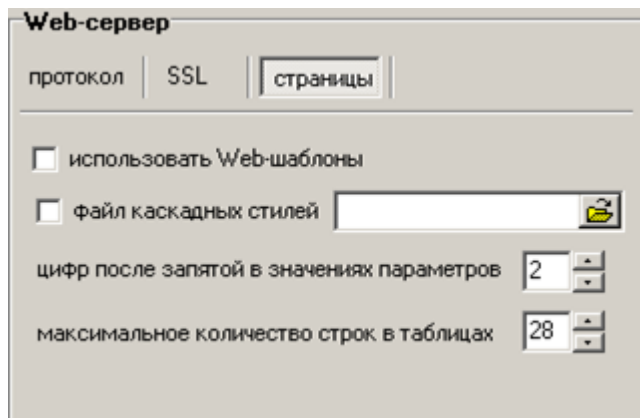 Web-сервер
протокол SSL страницы
использовать Web-шаблоны
файл каскадных стилей
цифр после запятой в значениях параметров 2
максимальное количество строк в таблицах 28